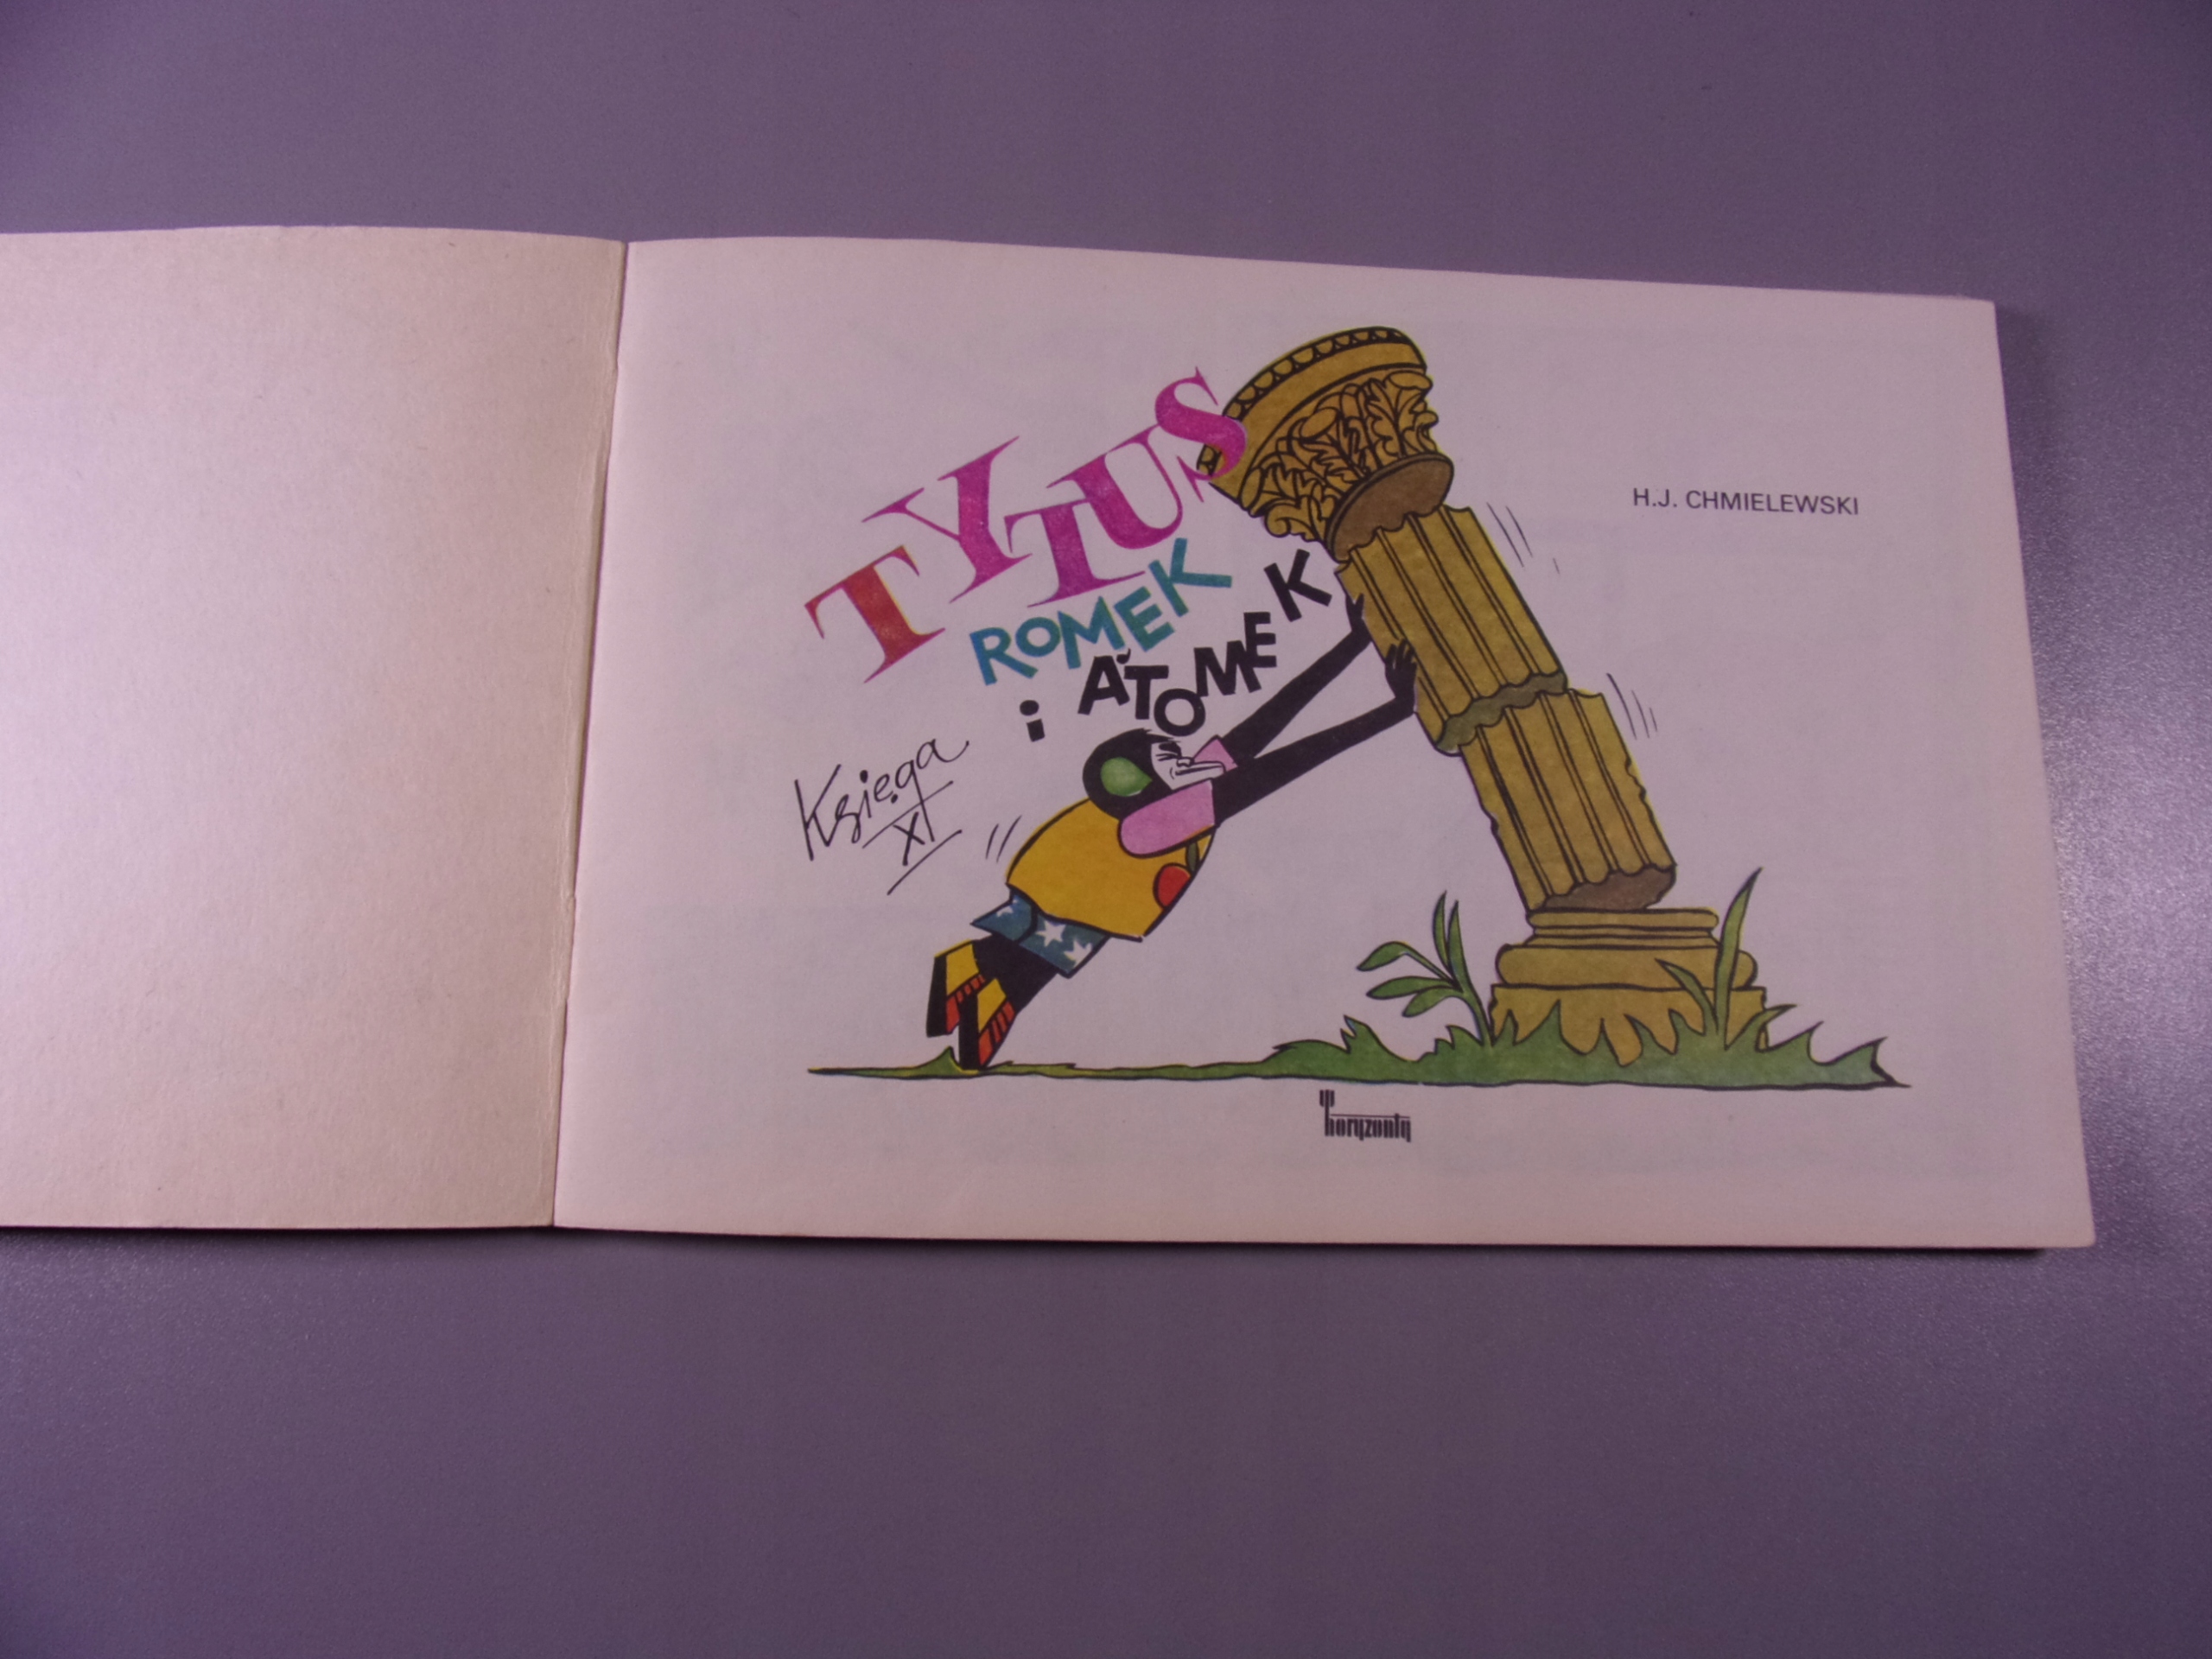 TYTUS
ROMEK
i ATOMEK
Księga
XI
H.J. CHMIELEWSKI
horyzonty